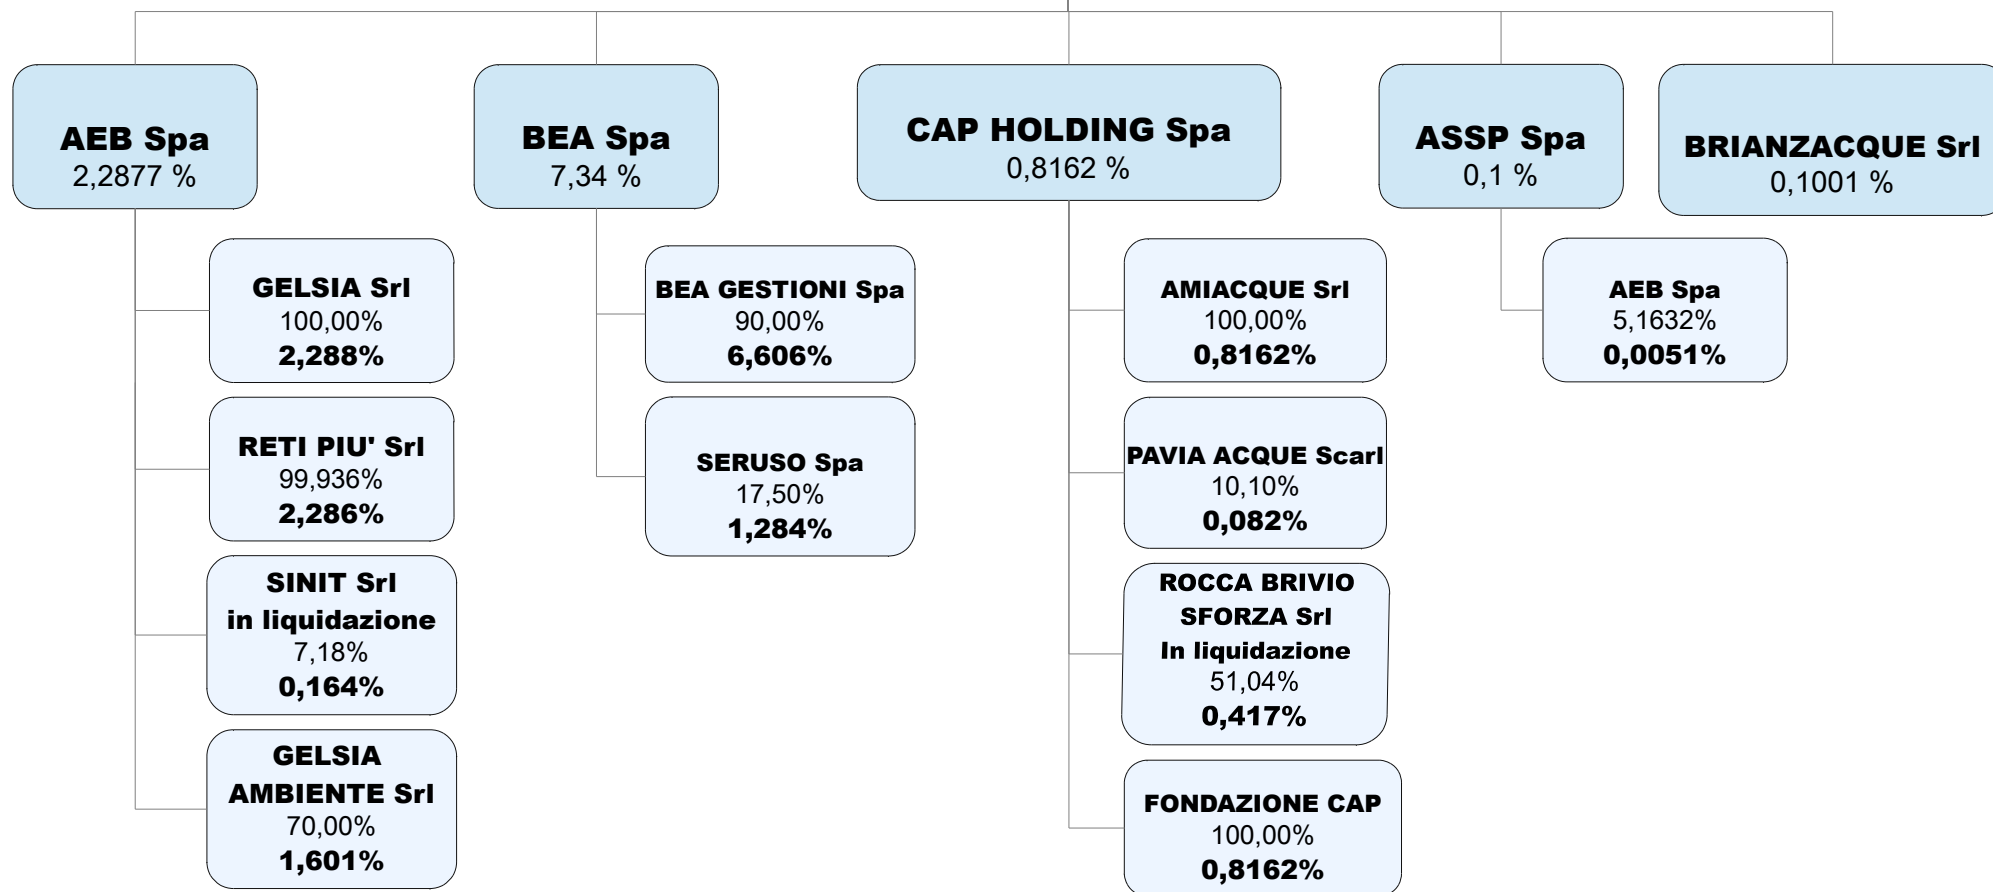 AEB Spa
2,2877 %
BEA Spa
7,34 %
CAP HOLDING Spa
0,8162 %
ASSP Spa
0,1 %
BRIANZACQUE Srl
0,1001 %
GELSIA Srl
100,00%
2,288%
RETI PIU' Srl
99,936%
2,286%
SINIT Srl
in liquidazione
7,18%
0,164%
GELSIA
AMBIENTE Srl
70,00%
1,601%
BEA GESTIONI Spa
90,00%
6,606%
SERUSO Spa
17,50%
1,284%
AMIACQUE Srl
100,00%
0,8162%
PAVIA ACQUE Scarl
10,10%
0,082%
ROCCA BRIVIO
SFORZA Srl
In liquidazione
51,04%
0,417%
FONDAZIONE CAP
100,00%
0,8162%
AEB Spa
5,1632%
0,0051%